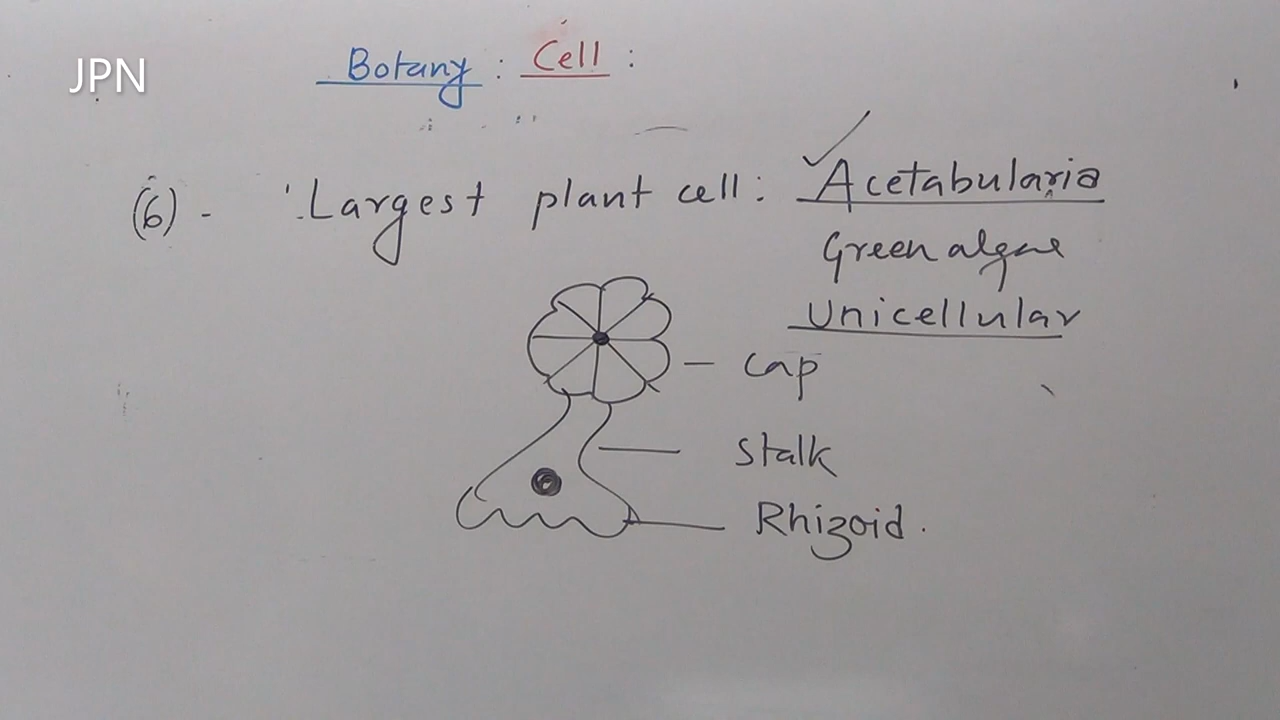 JPN
Botany : Cell :
(6) - Largest plant cell : Acetabularia
Green algae
Unicellular
Cap
Stalk
Rhizoid.